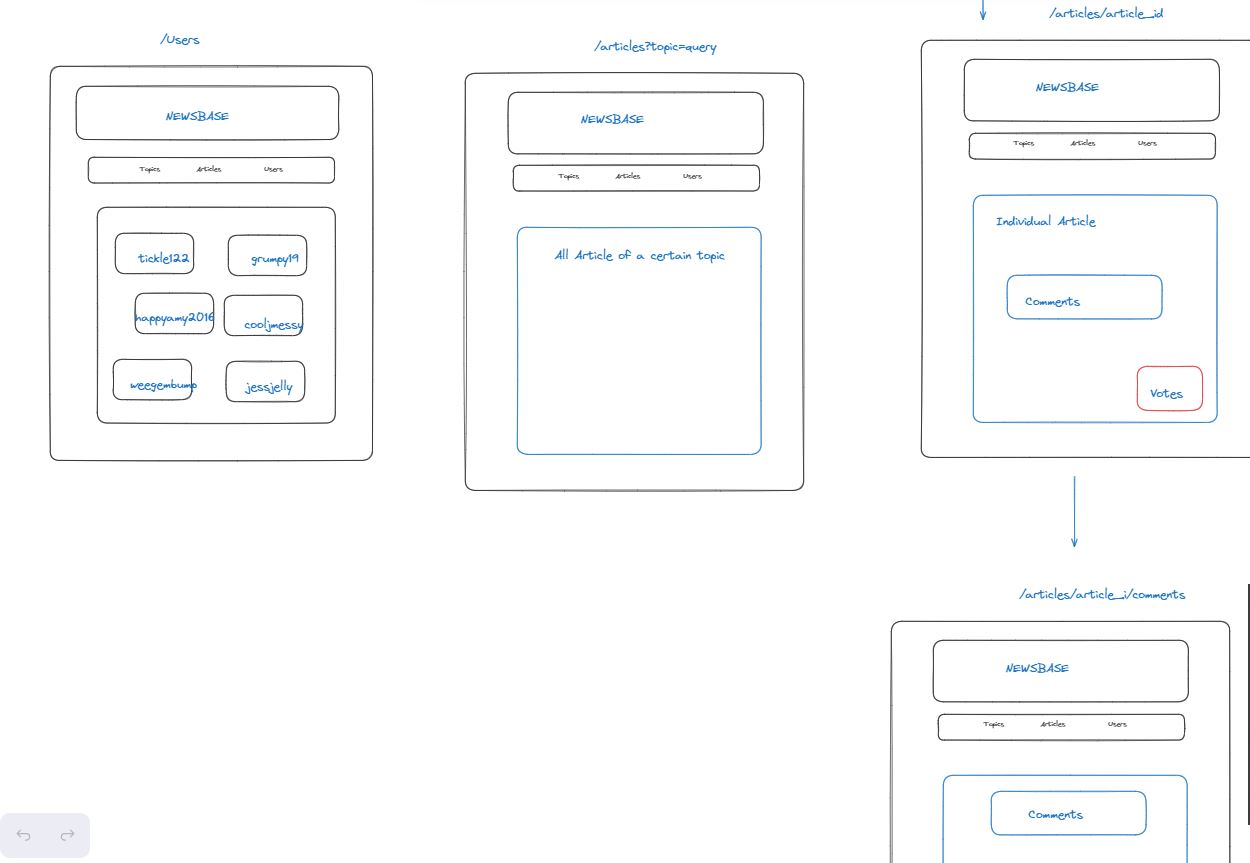 /Users
NEWSBASE
Topics Articles Users
tickle122 grumpy19
happyamy2016 cooljmessy
weegembump jessjelly
/articles?topic=query
NEWSBASE
Topics Articles Users
All Article of a certain topic
/articles/article_id
NEWSBASE
Topics Articles Users
Individual Article
Comments
Votes
/articles/article_i/comments
NEWSBASE
Topics Articles Users
Comments